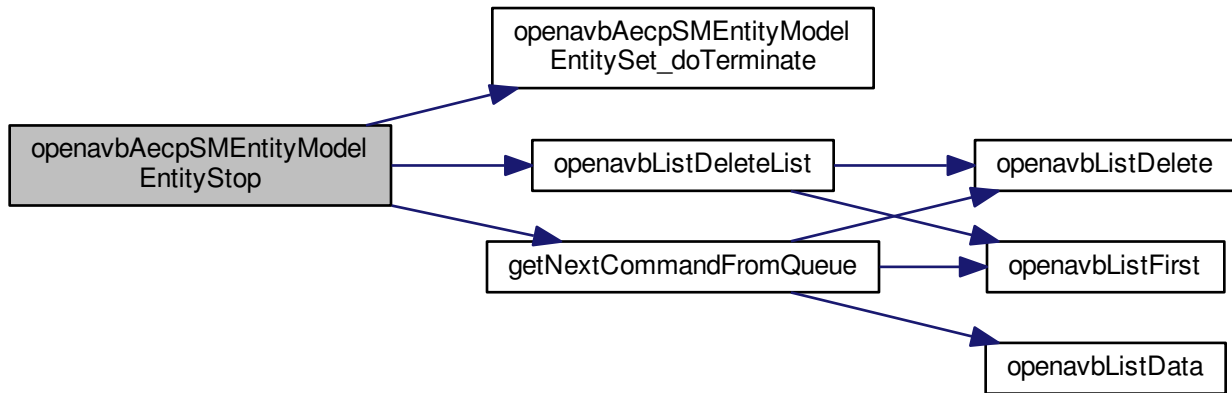 openavbAecpSMEntityModel
EntityStop
openavbAecpSMEntityModel
EntitySet_doTerminate
openavbListDeleteList
getNextCommandFromQueue
openavbListDelete
openavbListFirst
openavbListData